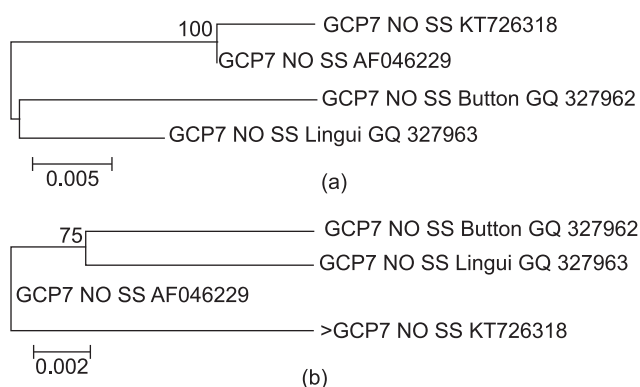 GCP7 NO SS KT726318
100
GCP7 NO SS AF046229
GCP7 NO SS Button GQ 327962
GCP7 NO SS Lingui GQ 327963
0.005
(a)
GCP7 NO SS Button GQ 327962
75
GCP7 NO SS Lingui GQ 327963
GCP7 NO SS AF046229
>GCP7 NO SS KT726318
0.002
(b)